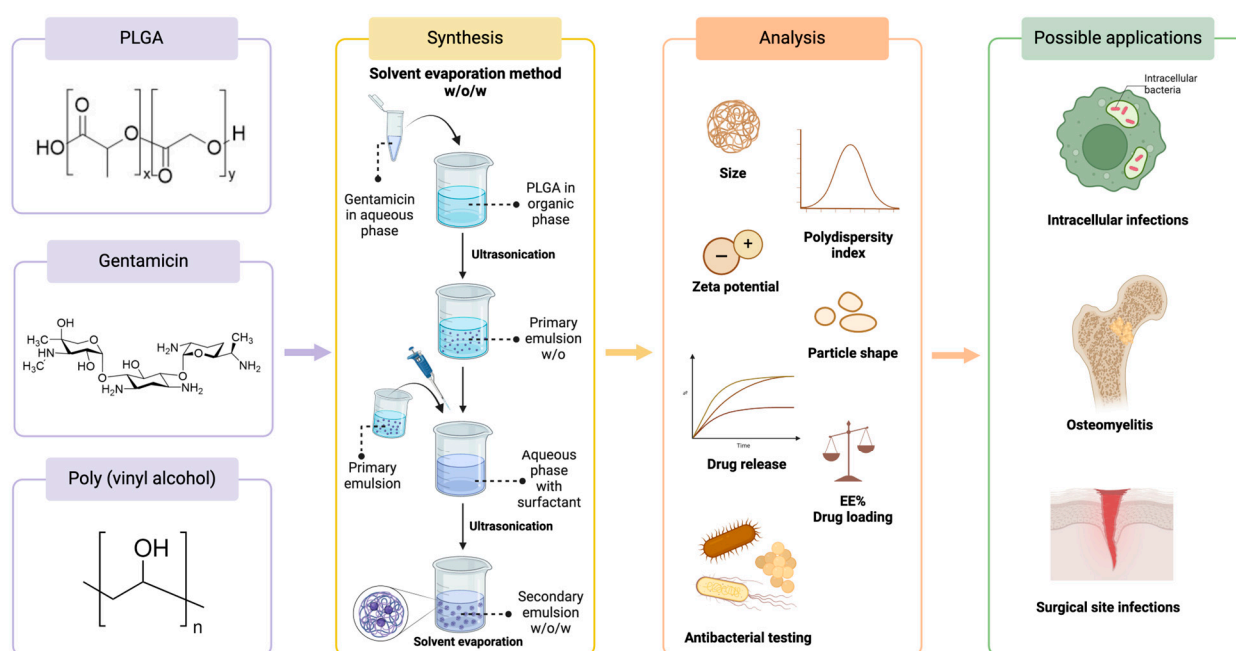 PLGA
HO
O
O
O
O
H
x
y
Gentamicin
OH
H₃C
HN
H₃C
O
HO
O
HO
H₂N
O
H₂N
O
NH₂
CH₃
NH₂
Poly (vinyl alcohol)
OH
n
Synthesis
Solvent evaporation method
w/o/w
Gentamicin
in aqueous
phase
PLGA in
organic
phase
Ultrasonication
Primary
emulsion
w/o
Primary
emulsion
Aqueous
phase
with
surfactant
Ultrasonication
Secondary
emulsion
w/o/w
Solvent evaporation
Analysis
Size
Polydispersity
index
− +
Zeta potential
Particle shape
%
Time
Drug release
EE%
Drug loading
Antibacterial testing
Possible applications
Intracellular
bacteria
Intracellular infections
Osteomyelitis
Surgical site infections